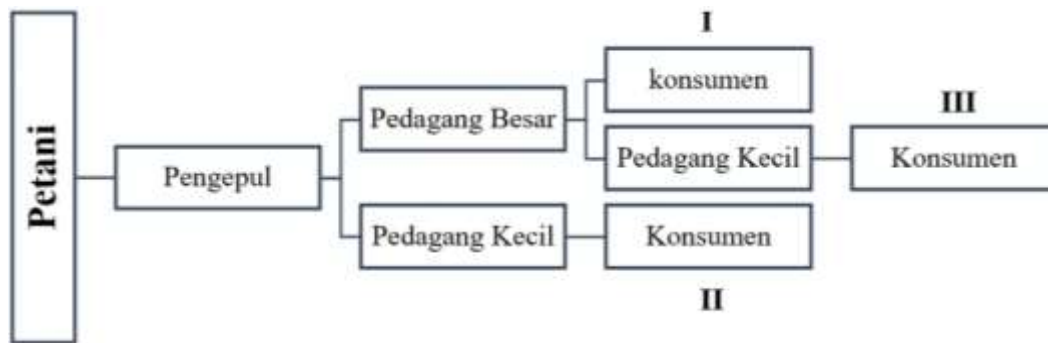 I
konsumen
III
Pedagang Besar
Pedagang Kecil
Konsumen
Petani
Pengepul
Pedagang Kecil
Konsumen
II